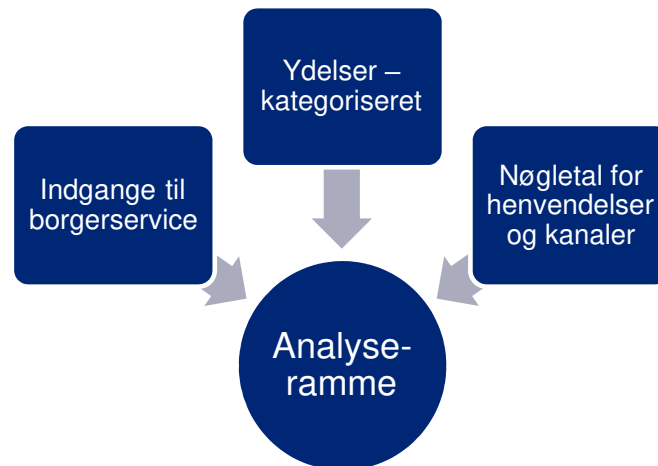 Ydelser –
kategoriseret
Indgange til
borgerservice
Nøgletal for
henvendelser
og kanaler
Analyse-
ramme